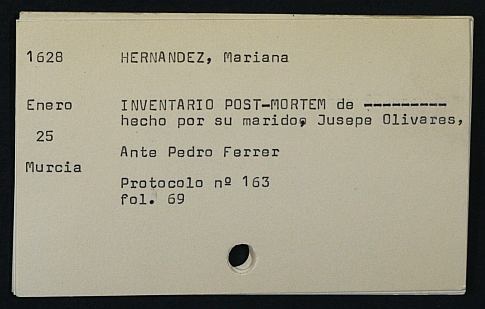 1628 HERNANDEZ, Mariana
Enero INVENTARIO POST-MORTEM de ---------
hecho por su marido, Jusepe Olivares,
25
Ante Pedro Ferrer
Murcia
Protocolo nº 163
fol. 69